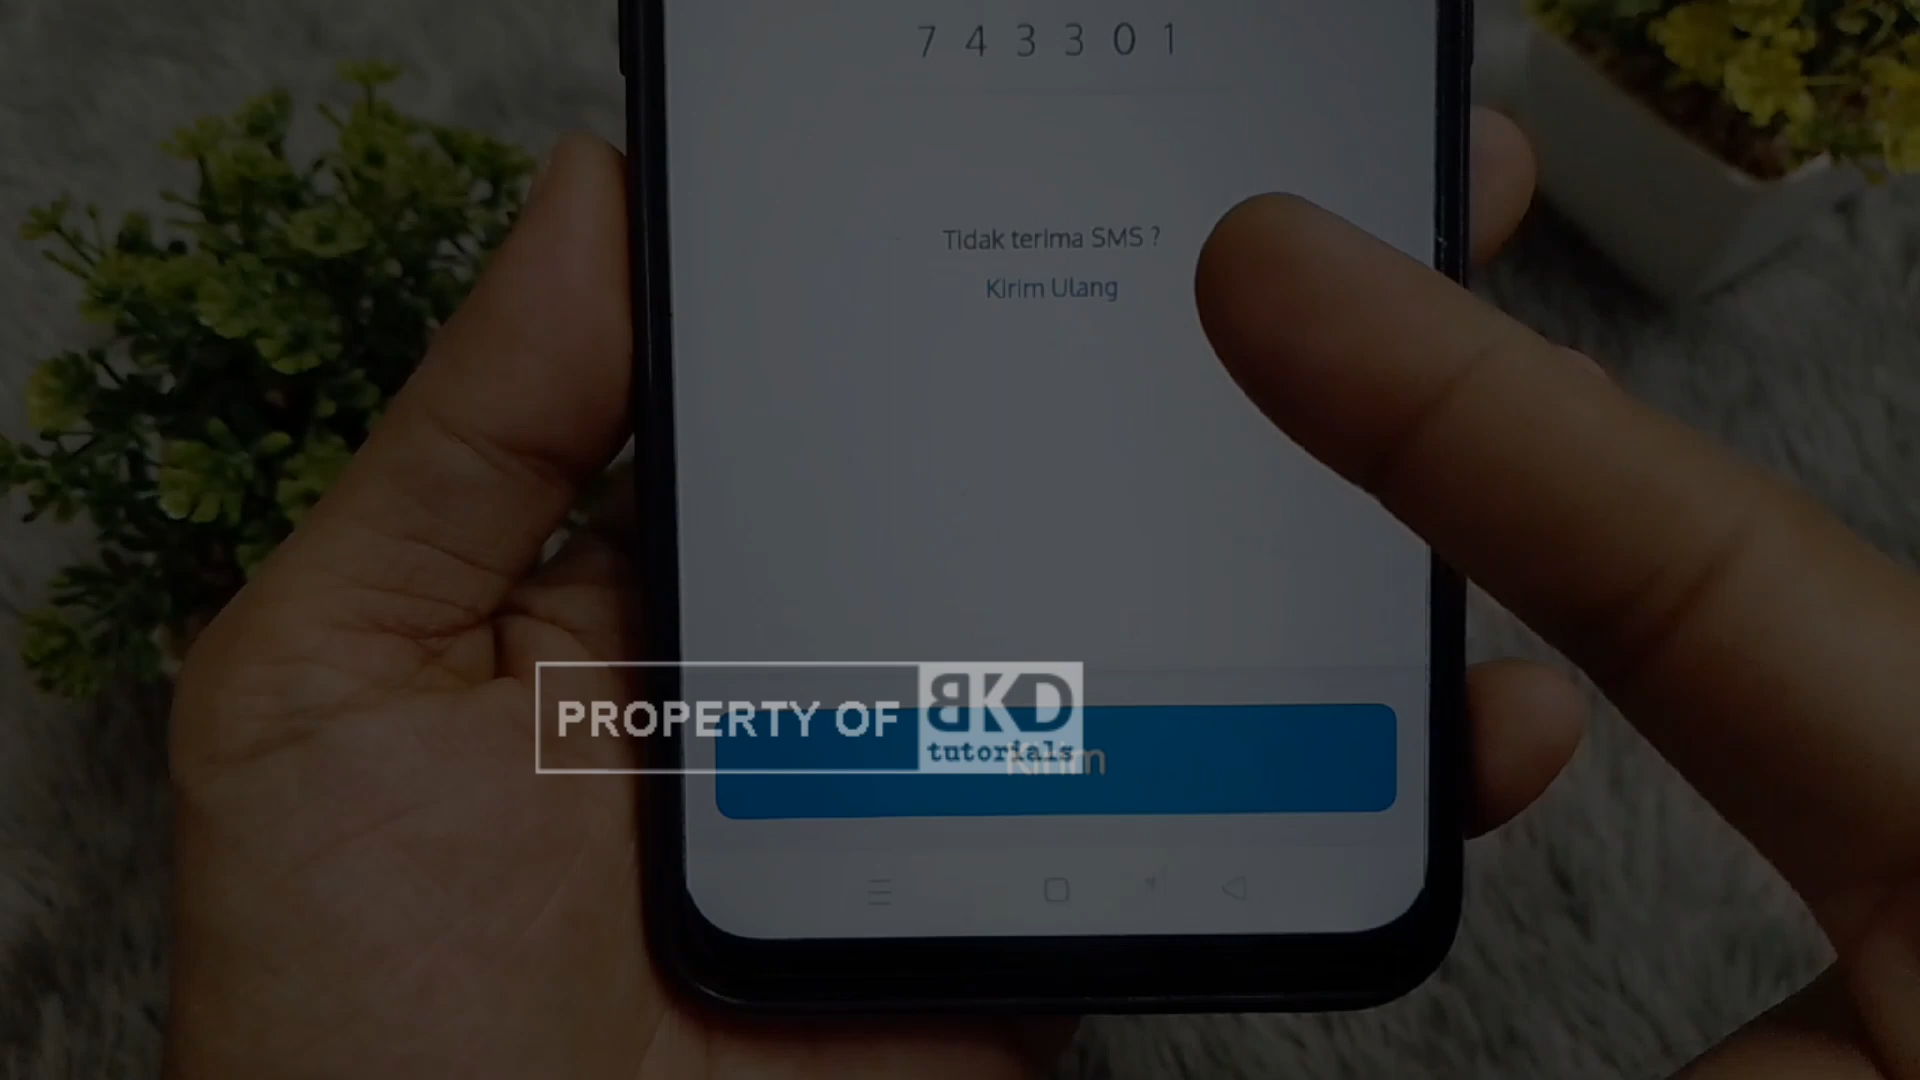 7 4 3 3 0 1
Tidak terima SMS ?
Kirim Ulang
PROPERTY OF BKD
tutorials
Kirim